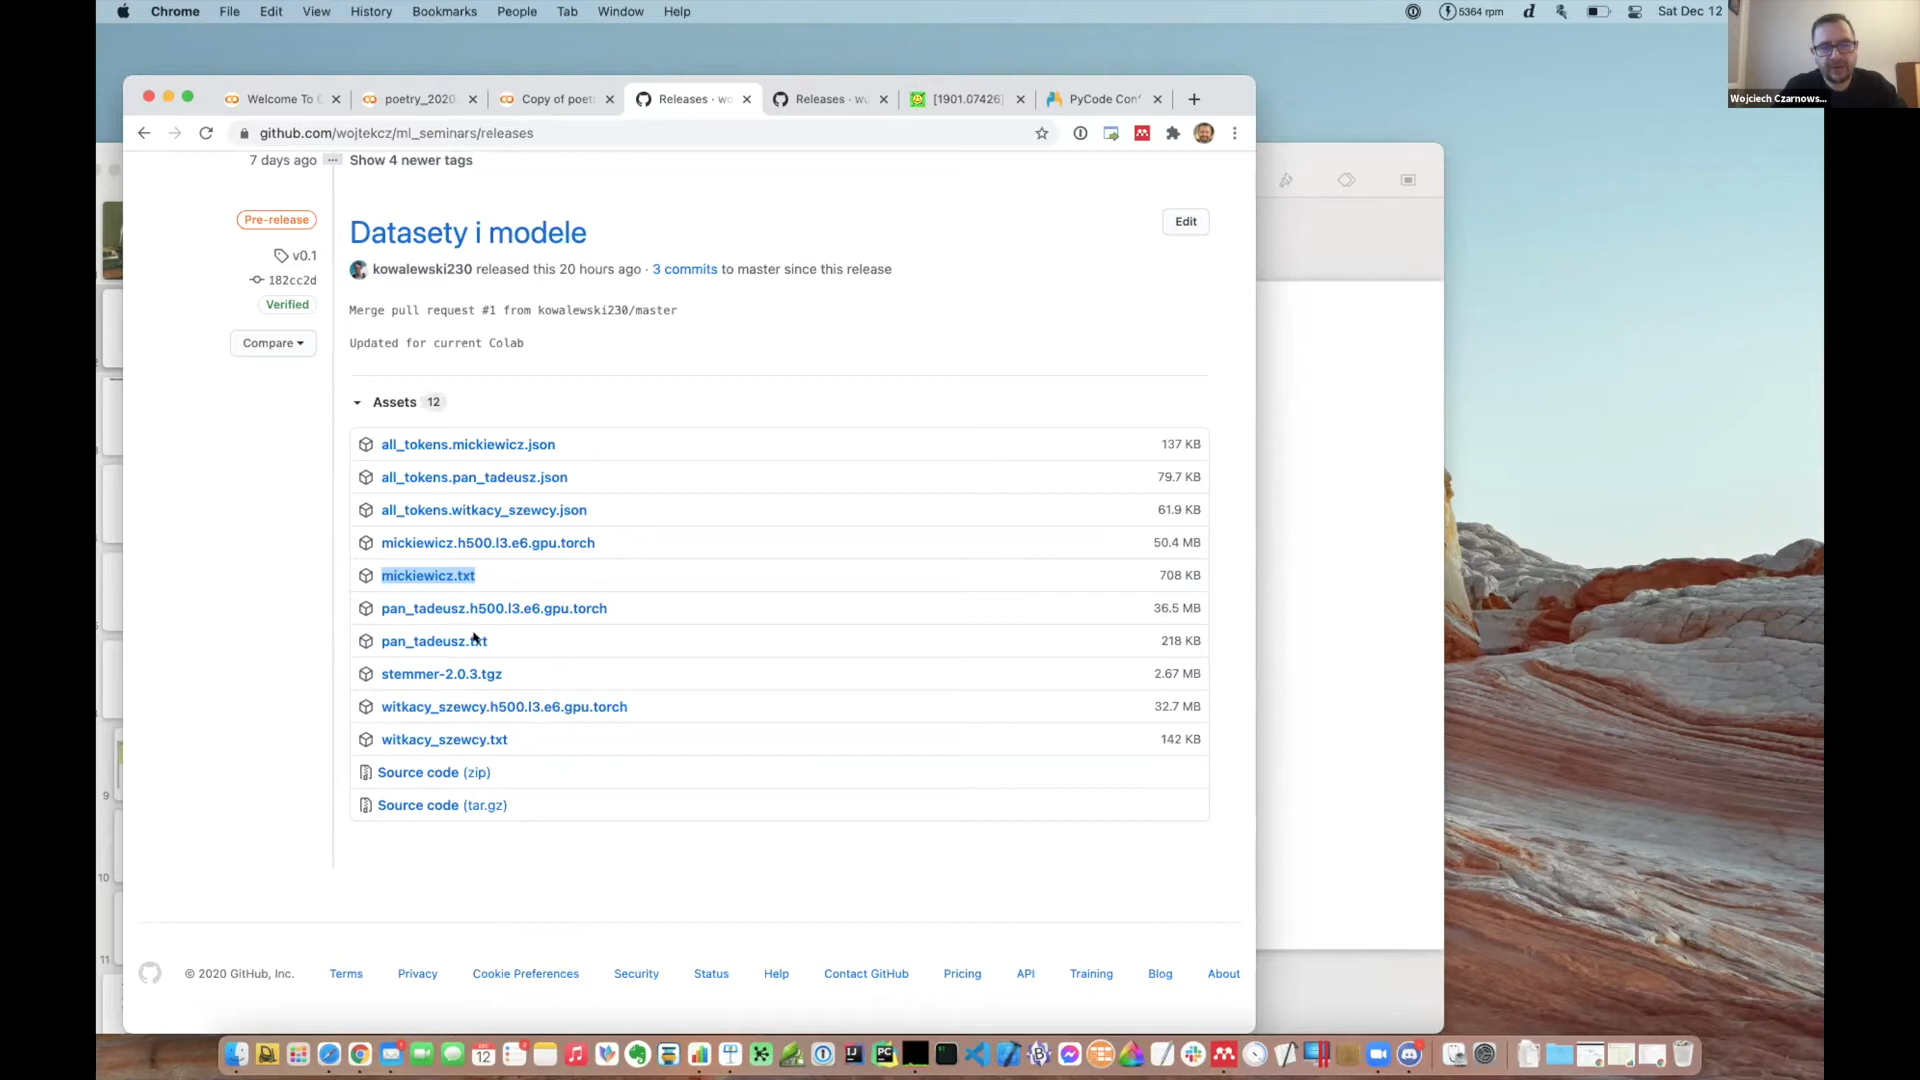 Chrome File Edit View History Bookmarks People Tab Window Help
5364 rpm Sat Dec 12
Wojciech Czarnows...
Welcome To C
poetry_2020
Copy of poet
Releases · wo
Releases · wo
[1901.07426]
PyCode Conf
github.com/wojtekcz/ml_seminars/releases
7 days ago ··· Show 4 newer tags
Pre-release
v0.1
182cc2d
Verified
Compare
Datasety i modele
Edit
kowalewski230 released this 20 hours ago · 3 commits to master since this release
Merge pull request #1 from kowalewski230/master
Updated for current Colab
Assets 12
all_tokens.mickiewicz.json 137 KB
all_tokens.pan_tadeusz.json 79.7 KB
all_tokens.witkacy_szewcy.json 61.9 KB
mickiewicz.h500.l3.e6.gpu.torch 50.4 MB
mickiewicz.txt 708 KB
pan_tadeusz.h500.l3.e6.gpu.torch 36.5 MB
pan_tadeusz.txt 218 KB
stemmer-2.0.3.tgz 2.67 MB
witkacy_szewcy.h500.l3.e6.gpu.torch 32.7 MB
witkacy_szewcy.txt 142 KB
Source code (zip)
Source code (tar.gz)
9
10
11
© 2020 GitHub, Inc. Terms Privacy Cookie Preferences Security Status Help Contact GitHub Pricing API Training Blog About